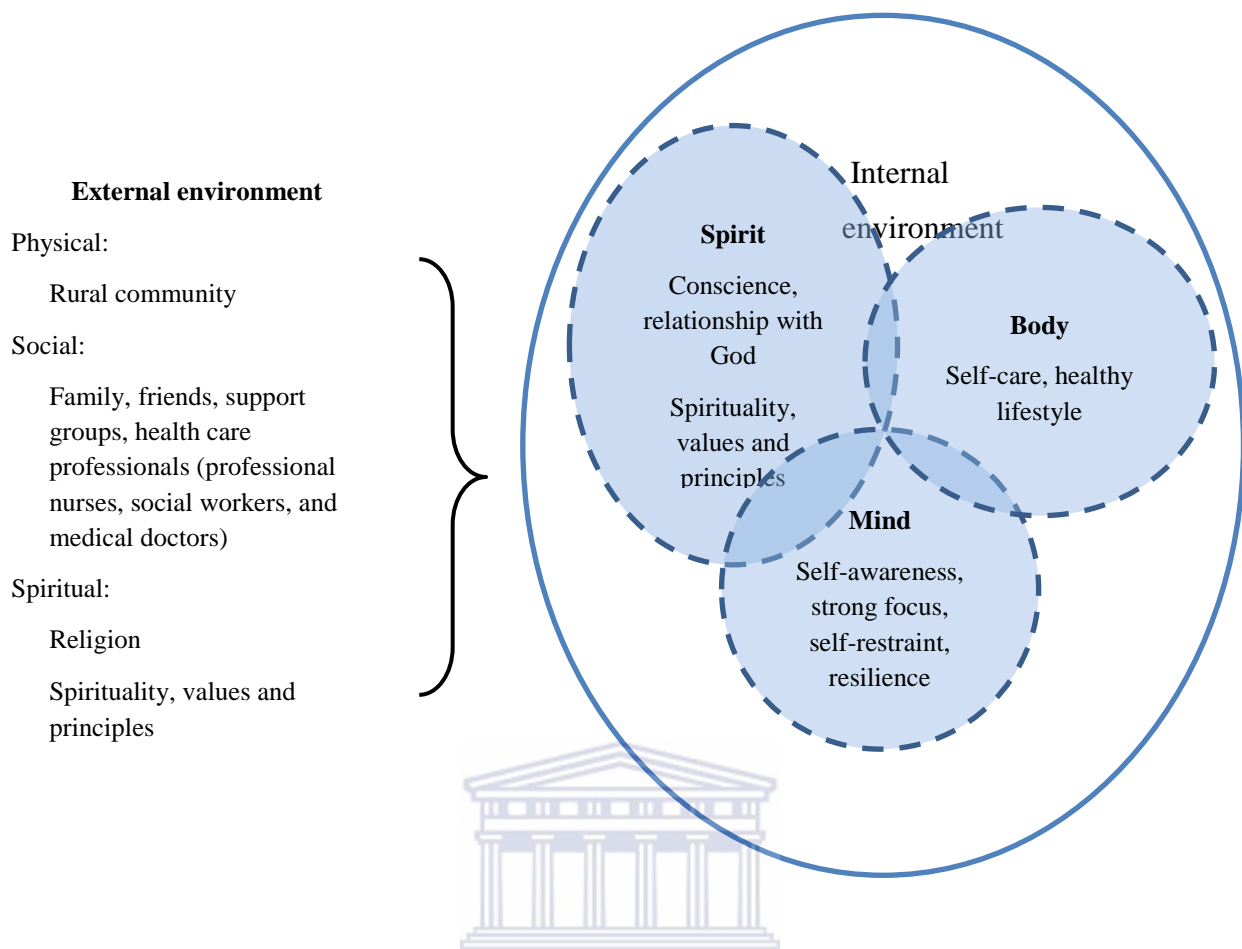 External environment
Physical:
Rural community
Social:
Family, friends, support
groups, health care
professionals (professional
nurses, social workers, and
medical doctors)
Spiritual:
Religion
Spirituality, values and
principles
Internal
environment
Spirit
Conscience,
relationship with
God
Spirituality,
values and
principles
Body
Self-care, healthy
lifestyle
Mind
Self-awareness,
strong focus,
self-restraint,
resilience